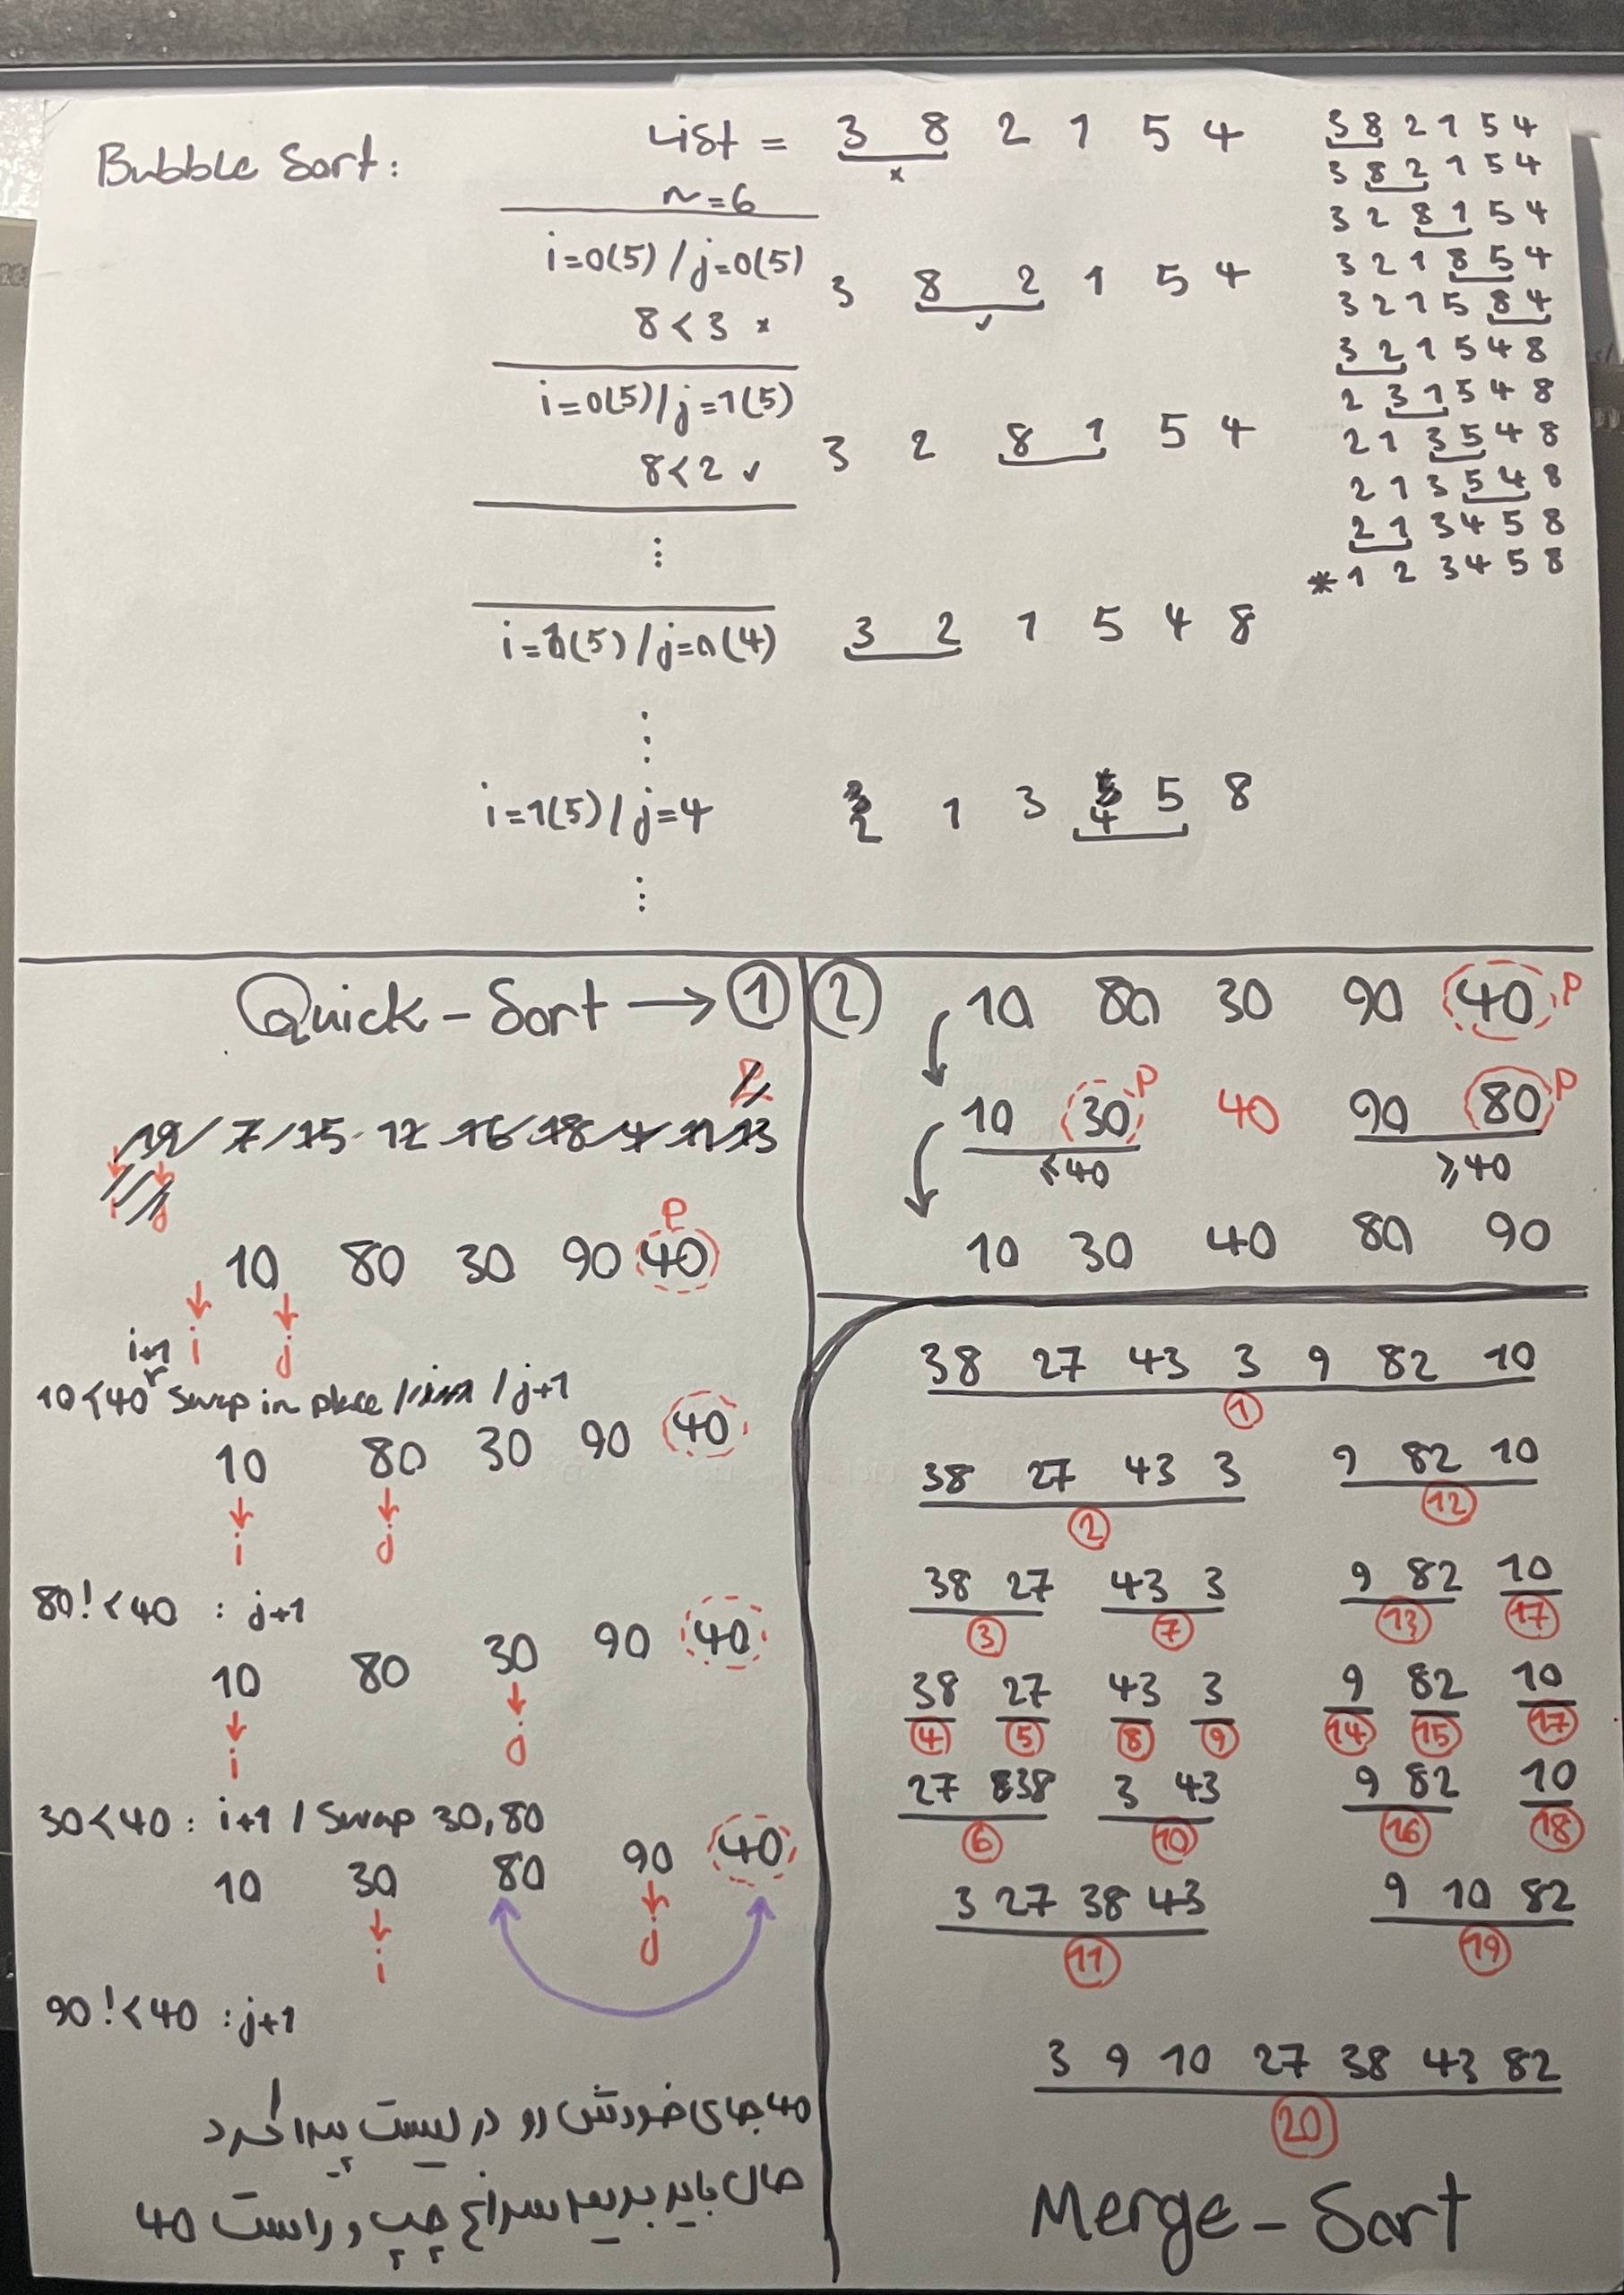 Bubble Sort:
List = 3 8 2 1 5 4
x
n=6
i=0(5) / j=0(5)
8<3 x
3 8 2 1 5 4
✓
i=0(5) / j=1(5)
8<2 ✓
3 2 8 1 5 4
⋮
i=1(5) / j=0(4)
3 2 1 5 4 8
⋮
i=1(5) / j=4
2 1 3 4 5 8
⋮
3 8 2 1 5 4
3 8 2 1 5 4
3 2 8 1 5 4
3 2 1 8 5 4
3 2 1 5 8 4
3 2 1 5 4 8
2 3 1 5 4 8
2 1 3 5 4 8
2 1 3 5 4 8
2 1 3 4 5 8
* 1 2 3 4 5 8
Quick-Sort → ①
P
19 7 15 12 16 18 4 11 13
i j
P
10 80 30 90 40
i j
i+1
10<40 Swap in place / j+1
10 80 30 90 40
i j
80!<40 : j+1
10 80 30 90 40
i j
30<40 : i+1 / Swap 30,80
10 30 80 90 40
i j
90!<40 : j+1
40 جای خودش رو در لیست پیدا کرد
حال باید بریم سراغ چپ و راست 40
②
10 80 30 90 40 P
10 30 P 40 90 80 P
≤40 ≥40
10 30 40 80 90
38 27 43 3 9 82 10
①
38 27 43 3 9 82 10
② ⑫
38 27 43 3 9 82 10
③ ⑦ ⑬ ⑰
38 27 43 3 9 82 10
④ ⑤ ⑧ ⑨ ⑭ ⑮ ⑰
27 38 3 43 9 82 10
⑥ ⑩ ⑯ ⑱
3 27 38 43 9 10 82
⑪ ⑲
3 9 10 27 38 43 82
⑳
Merge-Sort